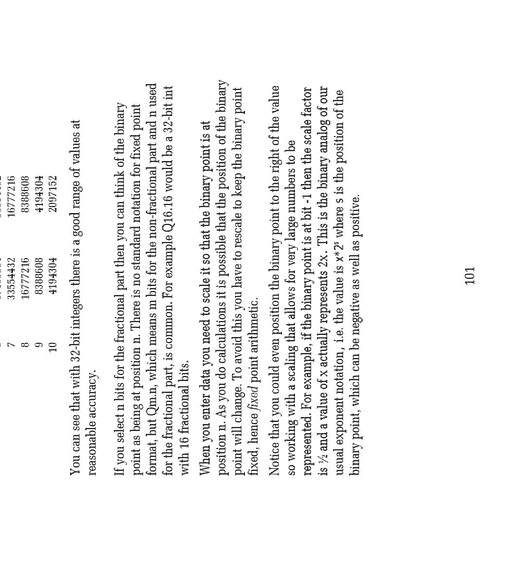 7 33554432 16777216
8 16777216 8388608
9 8388608 4194304
10 4194304 2097152
You can see that with 32-bit integers there is a good range of values at
reasonable accuracy.
If you select n bits for the fractional part then you can think of the binary
point as being at position n. There is no standard notation for fixed point
format, but Qm.n, which means m bits for the non-fractional part and n used
for the fractional part, is common. For example Q16.16 would be a 32-bit int
with 16 fractional bits.
When you enter data you need to scale it so that the binary point is at
position n. As you do calculations it is possible that the position of the binary
point will change. To avoid this you have to rescale to keep the binary point
fixed, hence fixed point arithmetic.
Notice that you could even position the binary point to the right of the value
so working with a scaling that allows for very large numbers to be
represented. For example, if the binary point is at bit -1 then the scale factor
is ½ and a value of x actually represents 2x. This is the binary analog of our
usual exponent notation, i.e. the value is x*2ˢ where s is the position of the
binary point, which can be negative as well as positive.
101